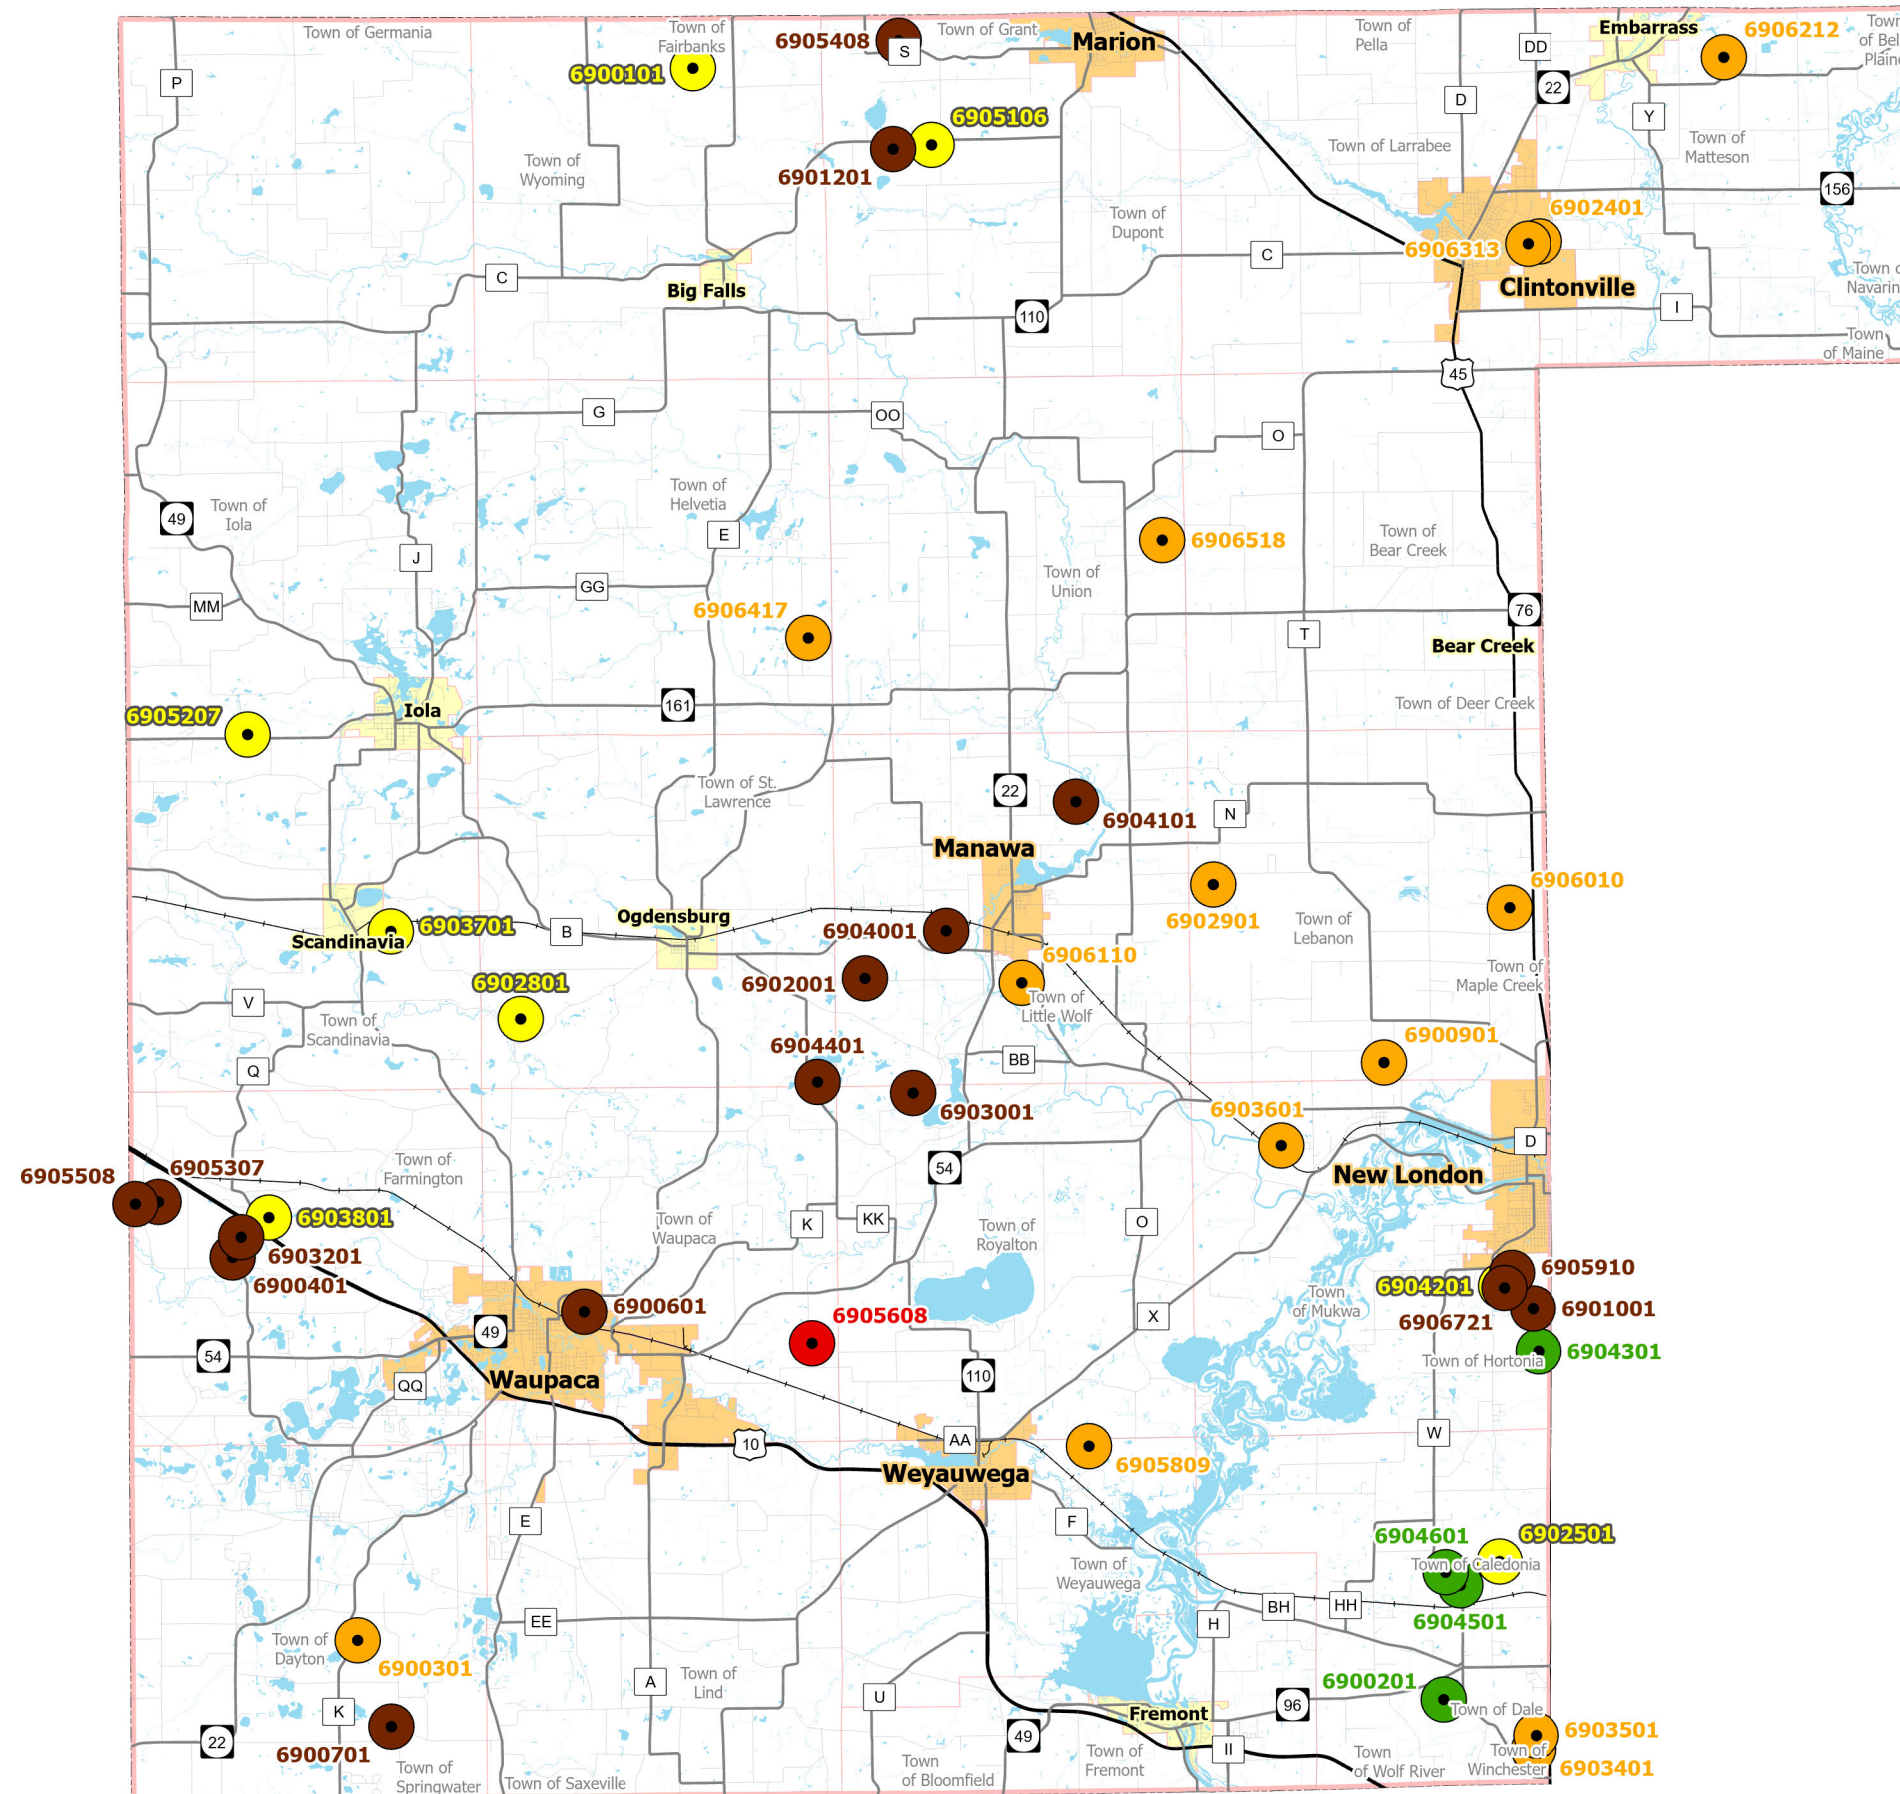 Town of Germania
Town of
Fairbanks
6905408
S
Town of Grant
Marion
Town of
Pella
DD
Embarrass
6906212
Town
of Bel
Plaine
P
6900101
22
D
Y
6905106
Town of Larrabee
Town of
Matteson
Town of
Wyoming
6901201
156
Town of
Dupont
6902401
6906313
C
C
Big Falls
Clintonville
Town o
Navarin
I
110
Town
of Maine
45
G
OO
O
Town of
Helvetia
49
Town of
Iola
E
6906518
Town of
Bear Creek
J
Town of
Union
GG
MM
6906417
76
T
Bear Creek
161
Town of Deer Creek
6905207
Iola
Town of St.
Lawrence
22
6904101
N
Manawa
6906010
6902901
Ogdensburg
6903701
B
6904001
Town of
Lebanon
Scandinavia
6906110
6902801
6902001
Town of
Maple Creek
V
Town of
Little Wolf
Town of
Scandinavia
6904401
6900901
BB
Q
6903001
6903601
D
6905508
6905307
Town of
Farmington
54
New London
6903801
Town of
Waupaca
K
KK
O
Town of
Royalton
6903201
6900401
6905910
6904201
6900601
Town
of Mukwa
6901001
6906721
6905608
X
49
54
6904301
Town of Hortonia
Waupaca
QQ
110
W
10
AA
6905809
Weyauwega
E
F
6904601
6902501
Town of
Weyauwega
Town of Caledonia
BH
HH
EE
H
6904501
Town of
Dayton
6900301
A
Town of
Lind
6900201
U
K
96
Town of Dale
Fremont
22
49
6903501
6900701
II
Town of
Fremont
Town
of Wolf River
Town of
Winchester
6903401
Town of
Springwater
Town of Saxeville
Town
of Bloomfield